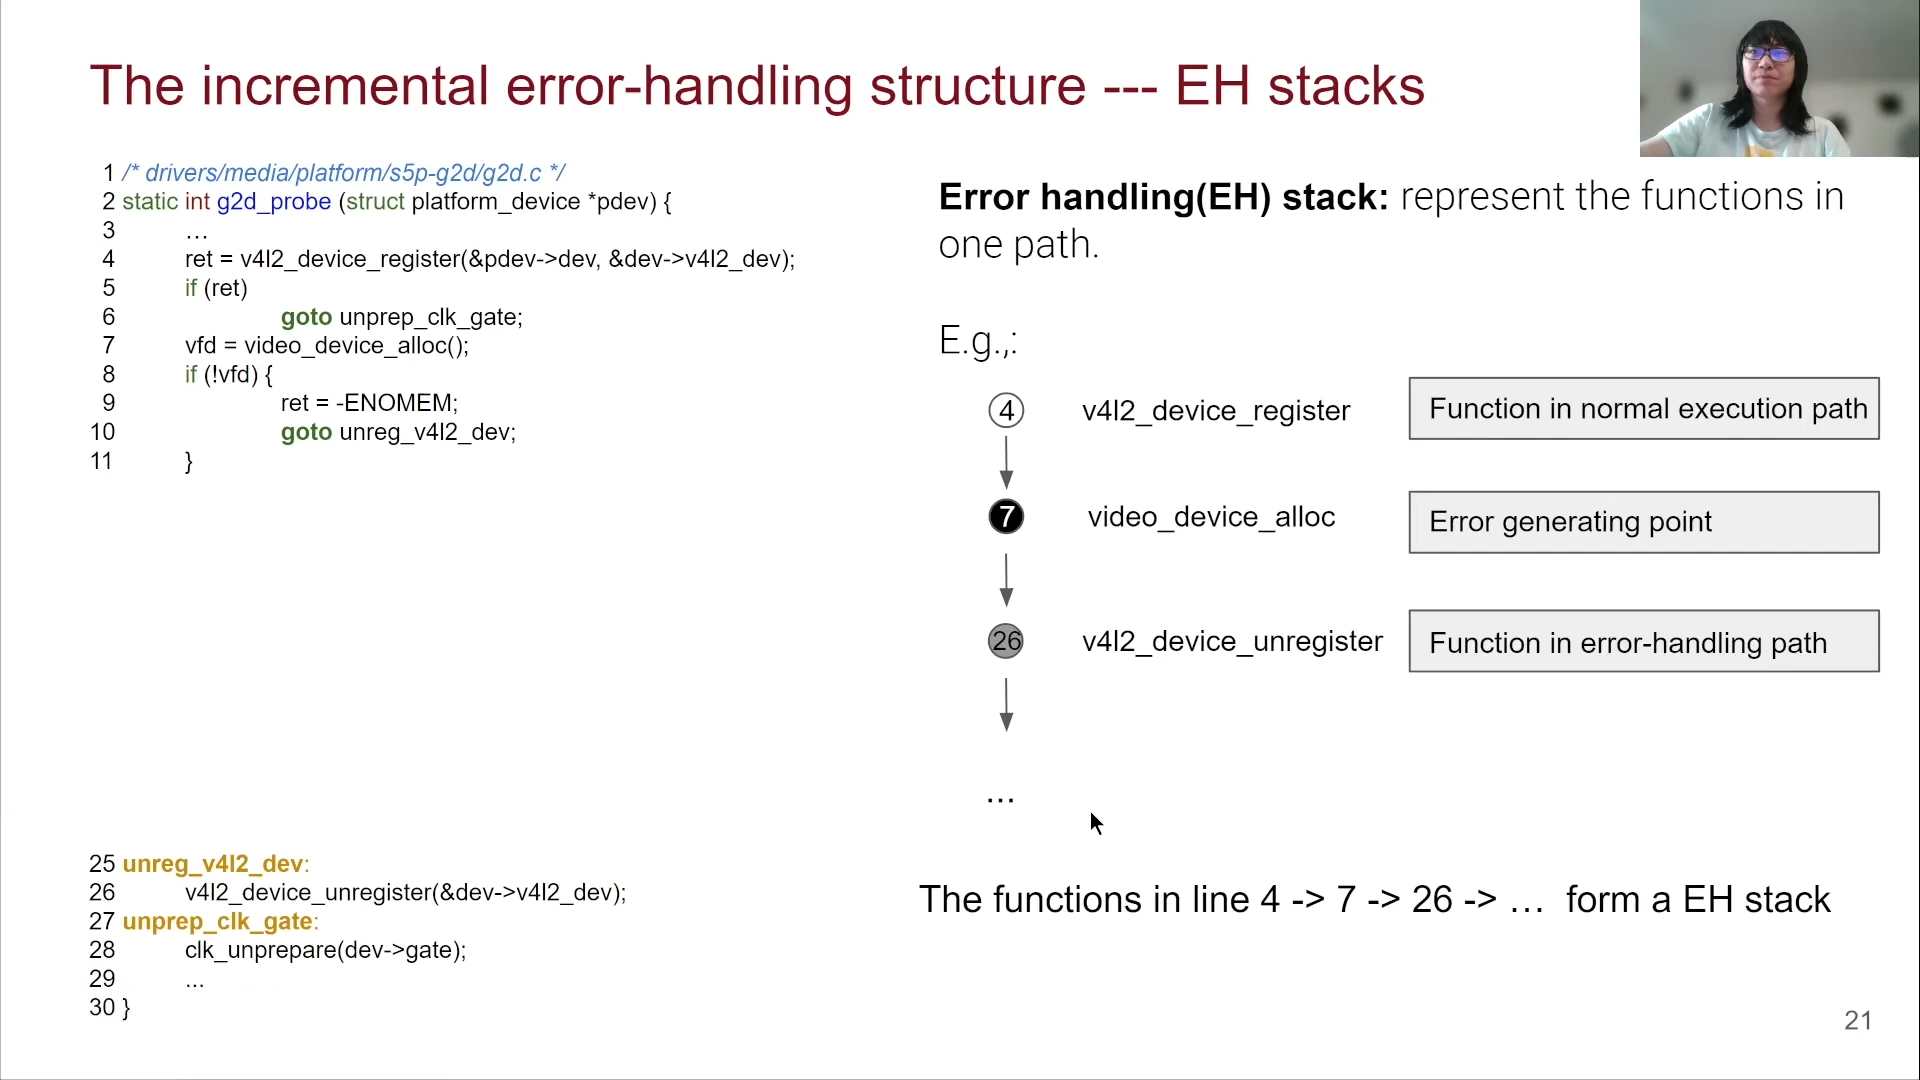 The incremental error-handling structure --- EH stacks
1 /* drivers/media/platform/s5p-g2d/g2d.c */
2 static int g2d_probe (struct platform_device *pdev) {
3 …
4 ret = v4l2_device_register(&pdev->dev, &dev->v4l2_dev);
5 if (ret)
6 goto unprep_clk_gate;
7 vfd = video_device_alloc();
8 if (!vfd) {
9 ret = -ENOMEM;
10 goto unreg_v4l2_dev;
11 }
25 unreg_v4l2_dev:
26 v4l2_device_unregister(&dev->v4l2_dev);
27 unprep_clk_gate:
28 clk_unprepare(dev->gate);
29 ...
30 }
Error handling(EH) stack: represent the functions in
one path.
E.g.,:
4 v4l2_device_register Function in normal execution path
7 video_device_alloc Error generating point
26 v4l2_device_unregister Function in error-handling path
...
The functions in line 4 -> 7 -> 26 -> … form a EH stack
21